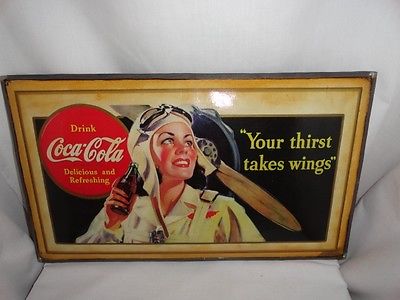 Drink
Coca-Cola
Delicious and
Refreshing
"Your thirst
takes wings"